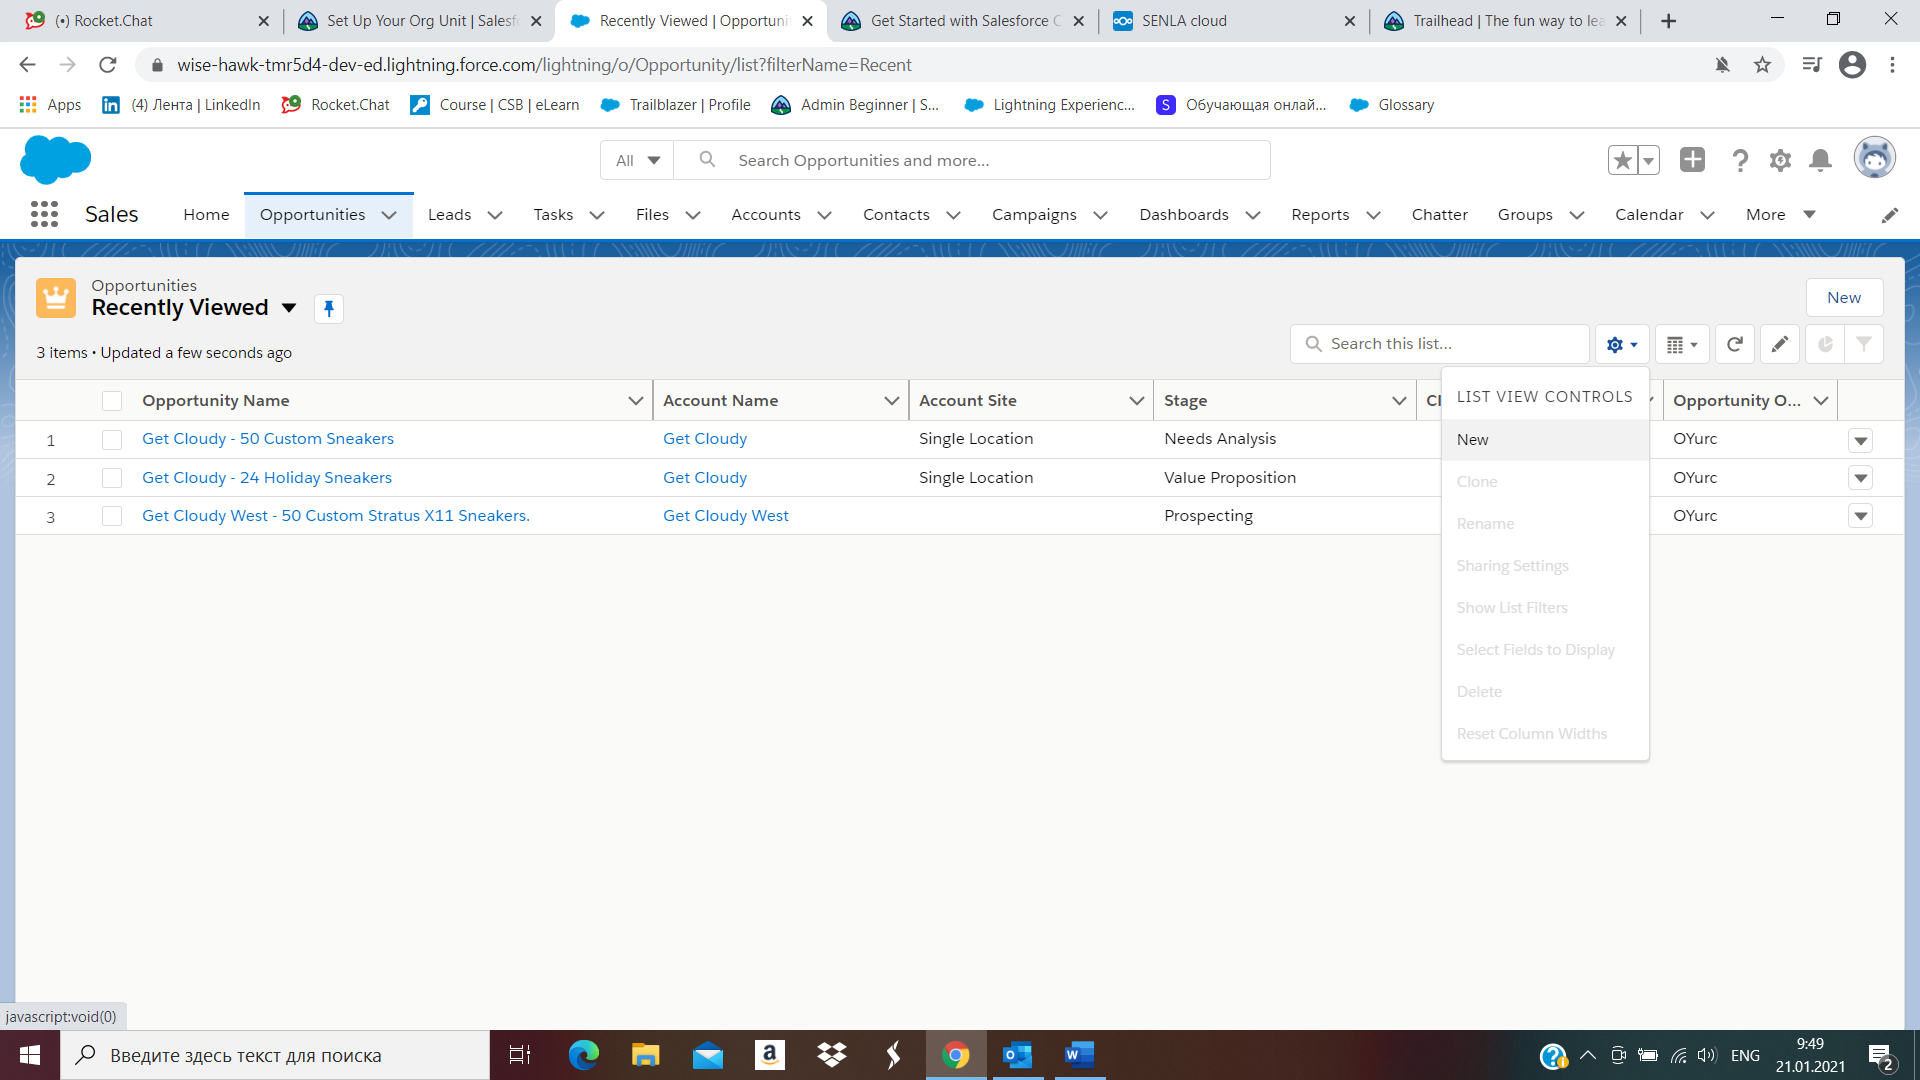 (•) Rocket.Chat
Set Up Your Org Unit | Salesf
Recently Viewed | Opportuni
Get Started with Salesforce C
SENLA cloud
Trailhead | The fun way to lea
wise-hawk-tmr5d4-dev-ed.lightning.force.com/lightning/o/Opportunity/list?filterName=Recent
Apps
(4) Лента | LinkedIn
Rocket.Chat
Course | CSB | eLearn
Trailblazer | Profile
Admin Beginner | S...
Lightning Experienc...
S Обучающая онлай...
Glossary
All
Search Opportunities and more...
Sales
Home
Opportunities
Leads
Tasks
Files
Accounts
Contacts
Campaigns
Dashboards
Reports
Chatter
Groups
Calendar
More
Opportunities
Recently Viewed
New
3 items • Updated a few seconds ago
Search this list...
Opportunity Name
Account Name
Account Site
Stage
Cl
Opportunity O...
1
Get Cloudy - 50 Custom Sneakers
Get Cloudy
Single Location
Needs Analysis
OYurc
2
Get Cloudy - 24 Holiday Sneakers
Get Cloudy
Single Location
Value Proposition
OYurc
3
Get Cloudy West - 50 Custom Stratus X11 Sneakers.
Get Cloudy West
Prospecting
OYurc
LIST VIEW CONTROLS
New
Clone
Rename
Sharing Settings
Show List Filters
Select Fields to Display
Delete
Reset Column Widths
javascript:void(0)
Введите здесь текст для поиска
ENG
9:49
21.01.2021
2